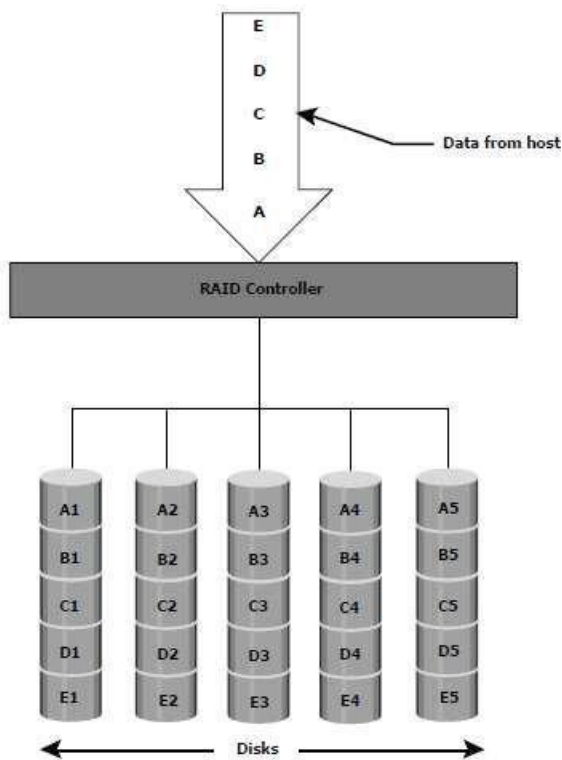 E
D
C
Data from host
B
A
RAID Controller
A1 A2 A3 A4 A5
B1 B2 B3 B4 B5
C1 C2 C3 C4 C5
D1 D2 D3 D4 D5
E1 E2 E3 E4 E5
Disks